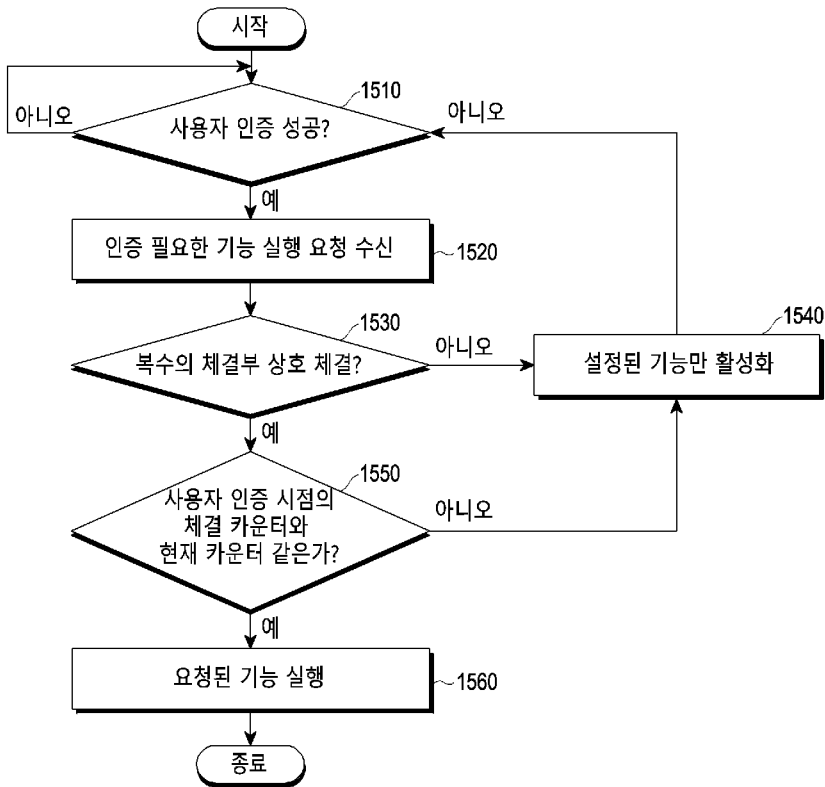 시작
1510
아니오
사용자 인증 성공?
아니오
예
인증 필요한 기능 실행 요청 수신
1520
1530
복수의 체결부 상호 체결?
아니오
1540
설정된 기능만 활성화
예
1550
사용자 인증 시점의
체결 카운터와
현재 카운터 같은가?
아니오
예
요청된 기능 실행
1560
종료